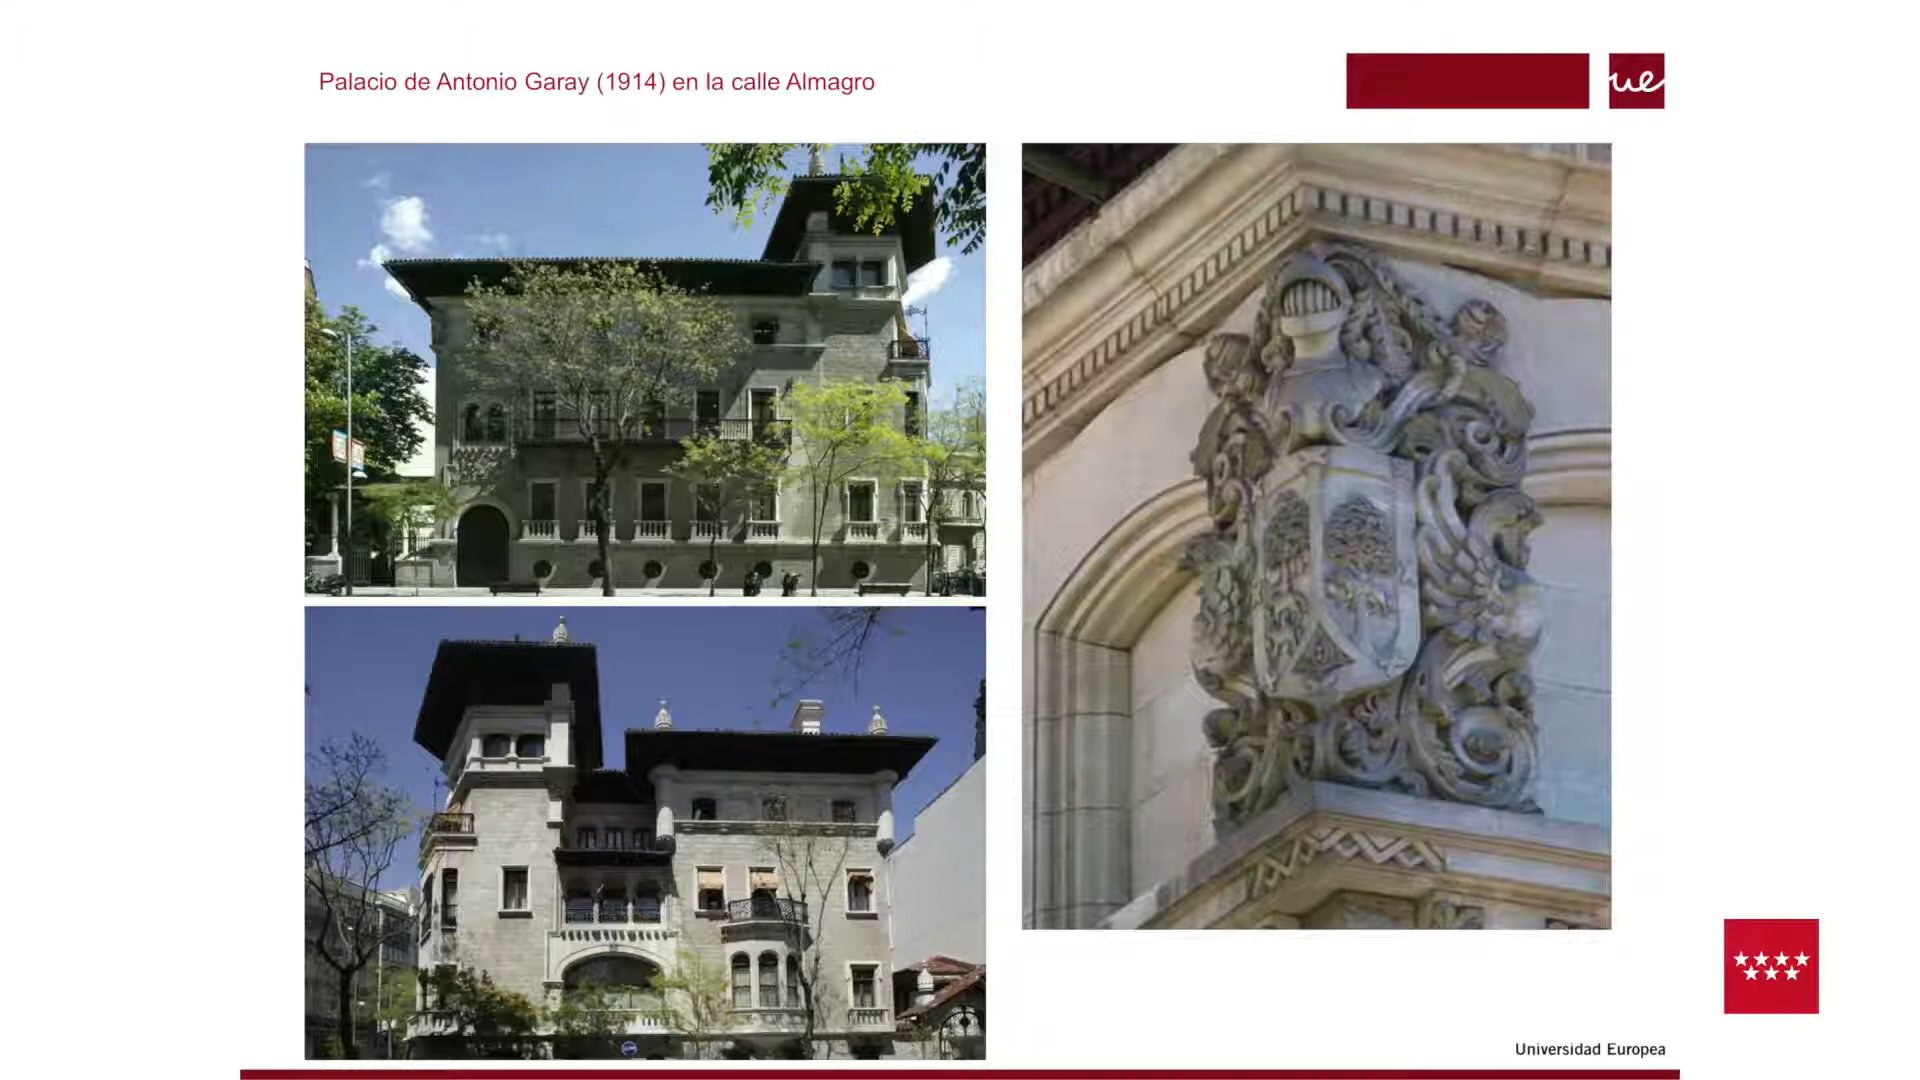 Palacio de Antonio Garay (1914) en la calle Almagro
ue
Universidad Europea